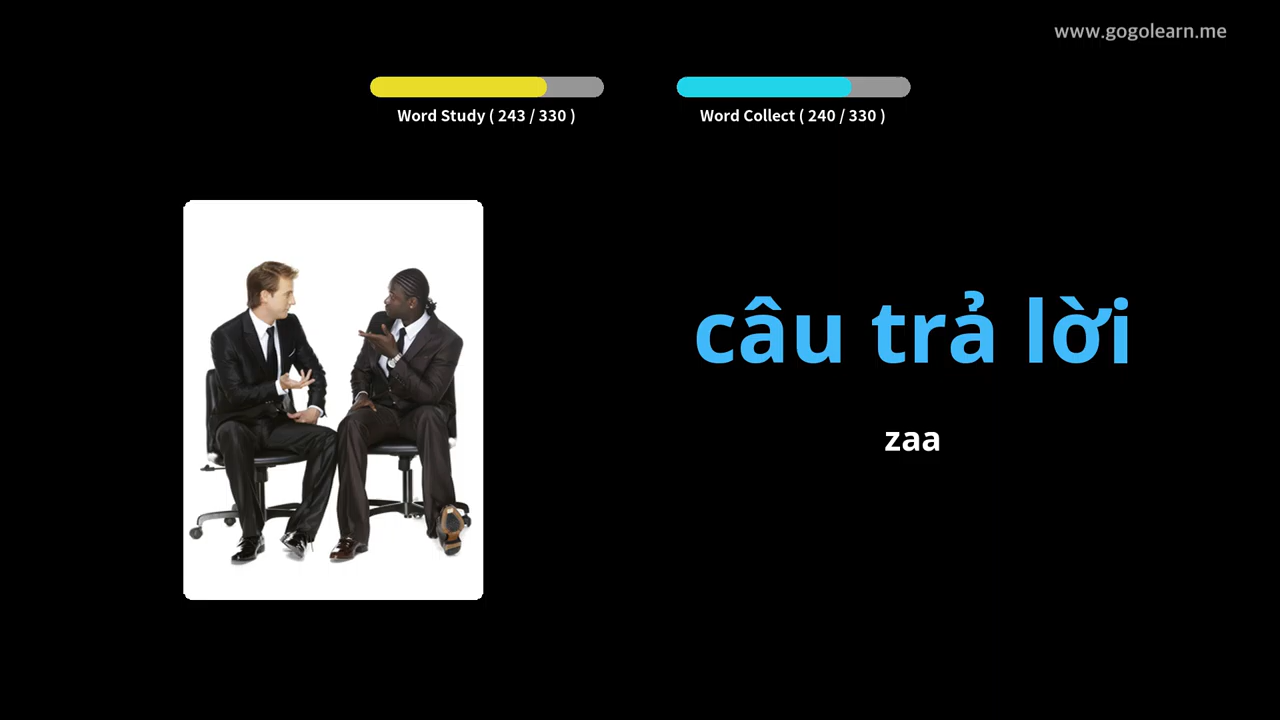 www.gogolearn.me
Word Study ( 243 / 330 )
Word Collect ( 240 / 330 )
câu trả lời
zaa